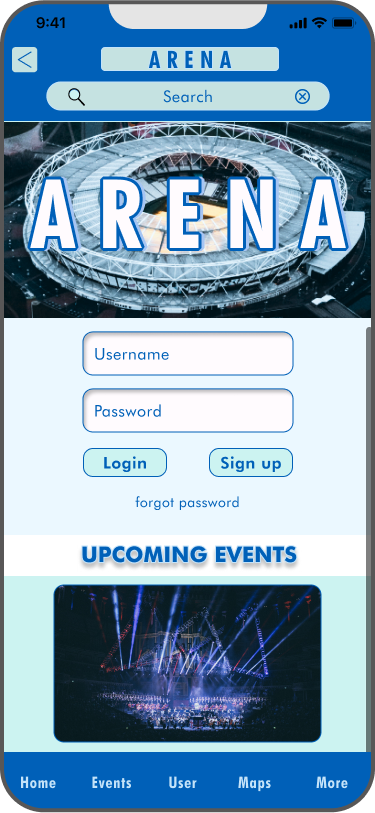 9:41
< ARENA
Search
ARENA
Username
Password
Login Sign up
forgot password
UPCOMING EVENTS
Home Events User Maps More